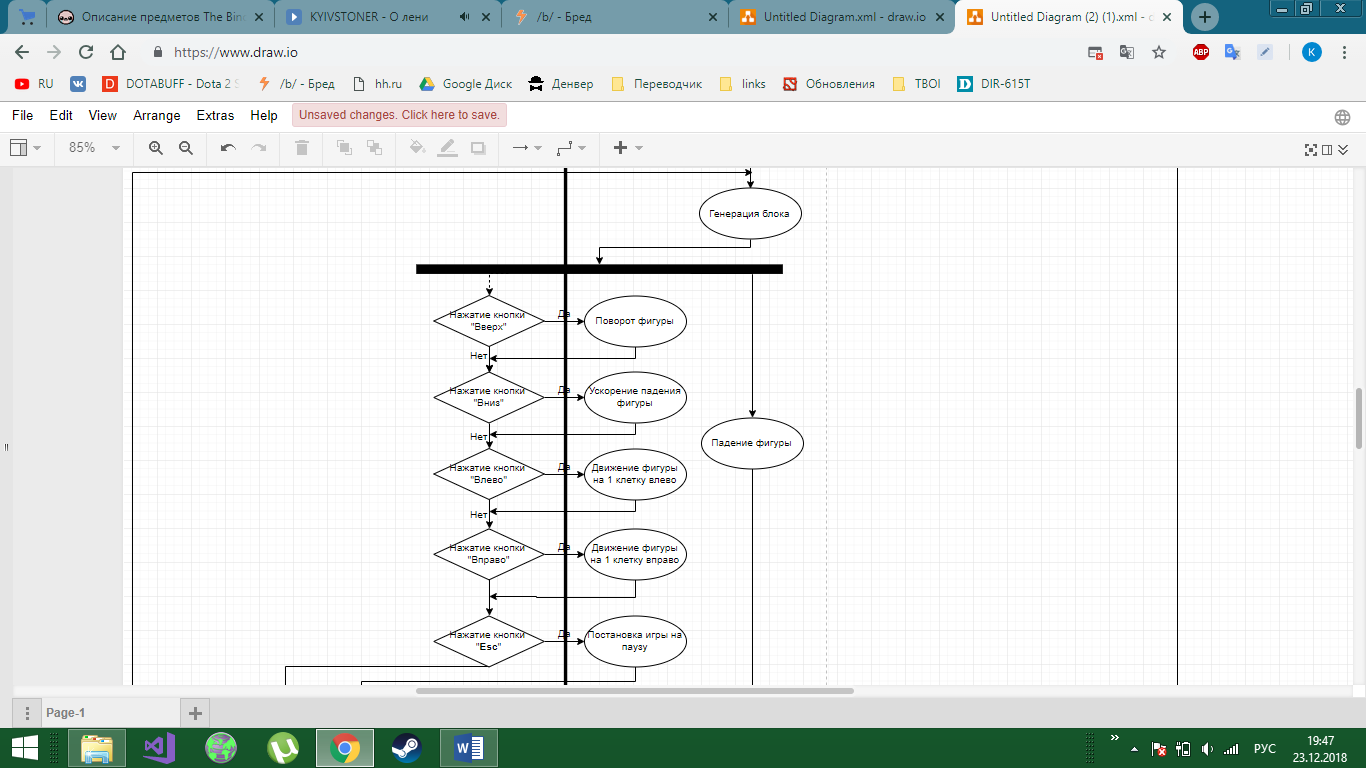 Описание предметов The Bind
KYIVSTONER - О лени
/b/ - Бред
Untitled Diagram.xml - draw.io
Untitled Diagram (2) (1).xml - d
https://www.draw.io
ABP
K
RU
DOTABUFF - Dota 2 S
/b/ - Бред
hh.ru
Google Диск
Денвер
Переводчик
links
Обновления
ТВОІ
DIR-615T
File
Edit
View
Arrange
Extras
Help
Unsaved changes. Click here to save.
85%
Генерация блока
Нажатие кнопки
"Вверх"
Да
Поворот фигуры
Нет
Нажатие кнопки
"Вниз"
Да
Ускорение падения
фигуры
Нет
Падение фигуры
Нажатие кнопки
"Влево"
Да
Движение фигуры
на 1 клетку влево
Нет
Нажатие кнопки
"Вправо"
Да
Движение фигуры
на 1 клетку вправо
Нажатие кнопки
"Esc"
Да
Постановка игры на
паузу
Page-1
РУС
19:47
23.12.2018